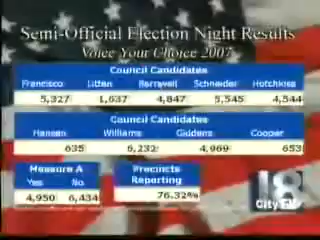 Semi-Official Election Night Results
Voice Your Choice 2007
Council Candidates
Francisco Litten Barnwell Schneider Hotchkiss
5,327 1,637 4,847 5,545 4,544
Council Candidates
Hansen Williams Giddens Cooper
635 6,232 4,969 653
Measure A
Yes No
4,950 6,434
Precincts
Reporting
76.32%
18
City TV